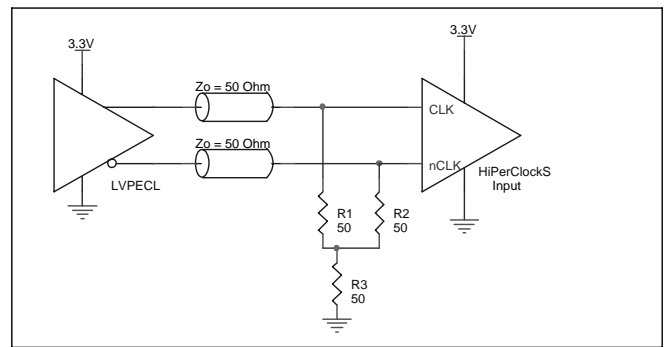 3.3V
3.3V
Zo = 50 Ohm
CLK
Zo = 50 Ohm
nCLK
LVPECL
HiPerClockS
Input
R1
50
R2
50
R3
50